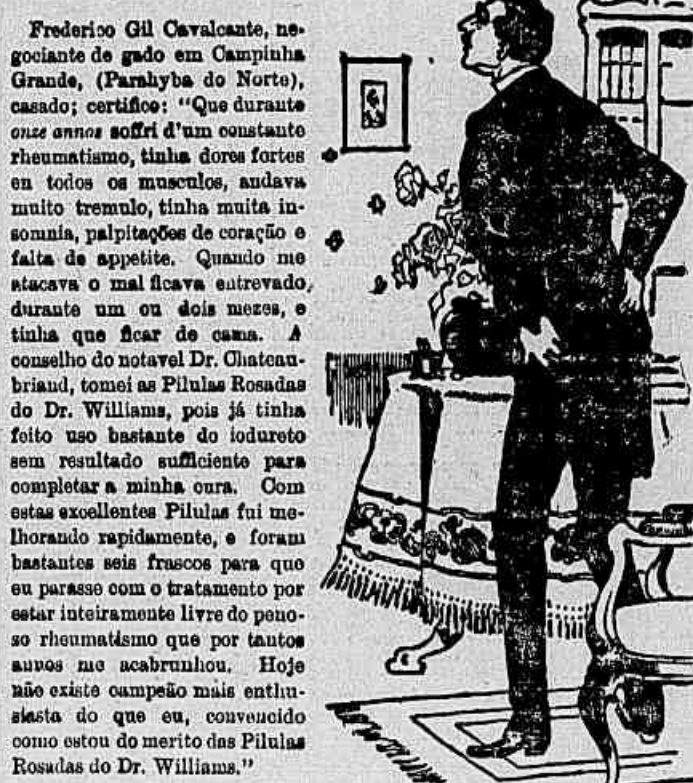 Frederico Gil Cavalcante, ne-
gociante de gado em Campinha
Grande, (Parahyba do Norte),
casado; certifico: "Que durante
onze annos soffri d'um constante
rheumatismo, tinha dores fortes
en todos os musculos, andava
muito tremulo, tinha muita in-
somnia, palpitações de coração e
falta de appetite. Quando me
atacava o mal ficava entrevado,
durante um ou dois mezes, e
tinha que ficar de cama. A
conselho do notavel Dr. Chateau-
briand, tomei as Pilulas Rosadas
do Dr. Williams, pois já tinha
feito uso bastante do iodureto
sem resultado sufficiente para
completar a minha cura. Com
estas excellentes Pilulas fui me-
lhorando rapidamente, e foram
bastantes seis frascos para que
eu parasse com o tratamento por
estar inteiramente livre do peno-
so rheumatismo que por tantos
annos me acabrunhou. Hoje
não existe campeão mais enthu-
siasta do que eu, convencido
como estou do merito das Pilulas
Rosadas do Dr. Williams."